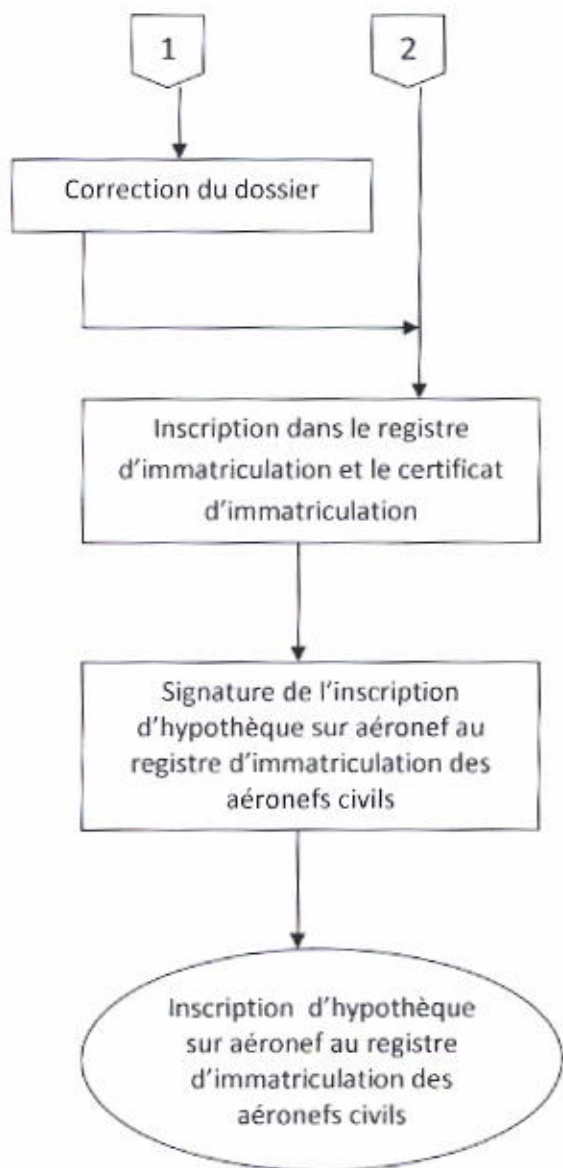 1
2
Correction du dossier
Inscription dans le registre
d'immatriculation et le certificat
d'immatriculation
Signature de l'inscription
d'hypothèque sur aéronef au
registre d'immatriculation des
aéronefs civils
Inscription d'hypothèque
sur aéronef au registre
d'immatriculation des
aéronefs civils